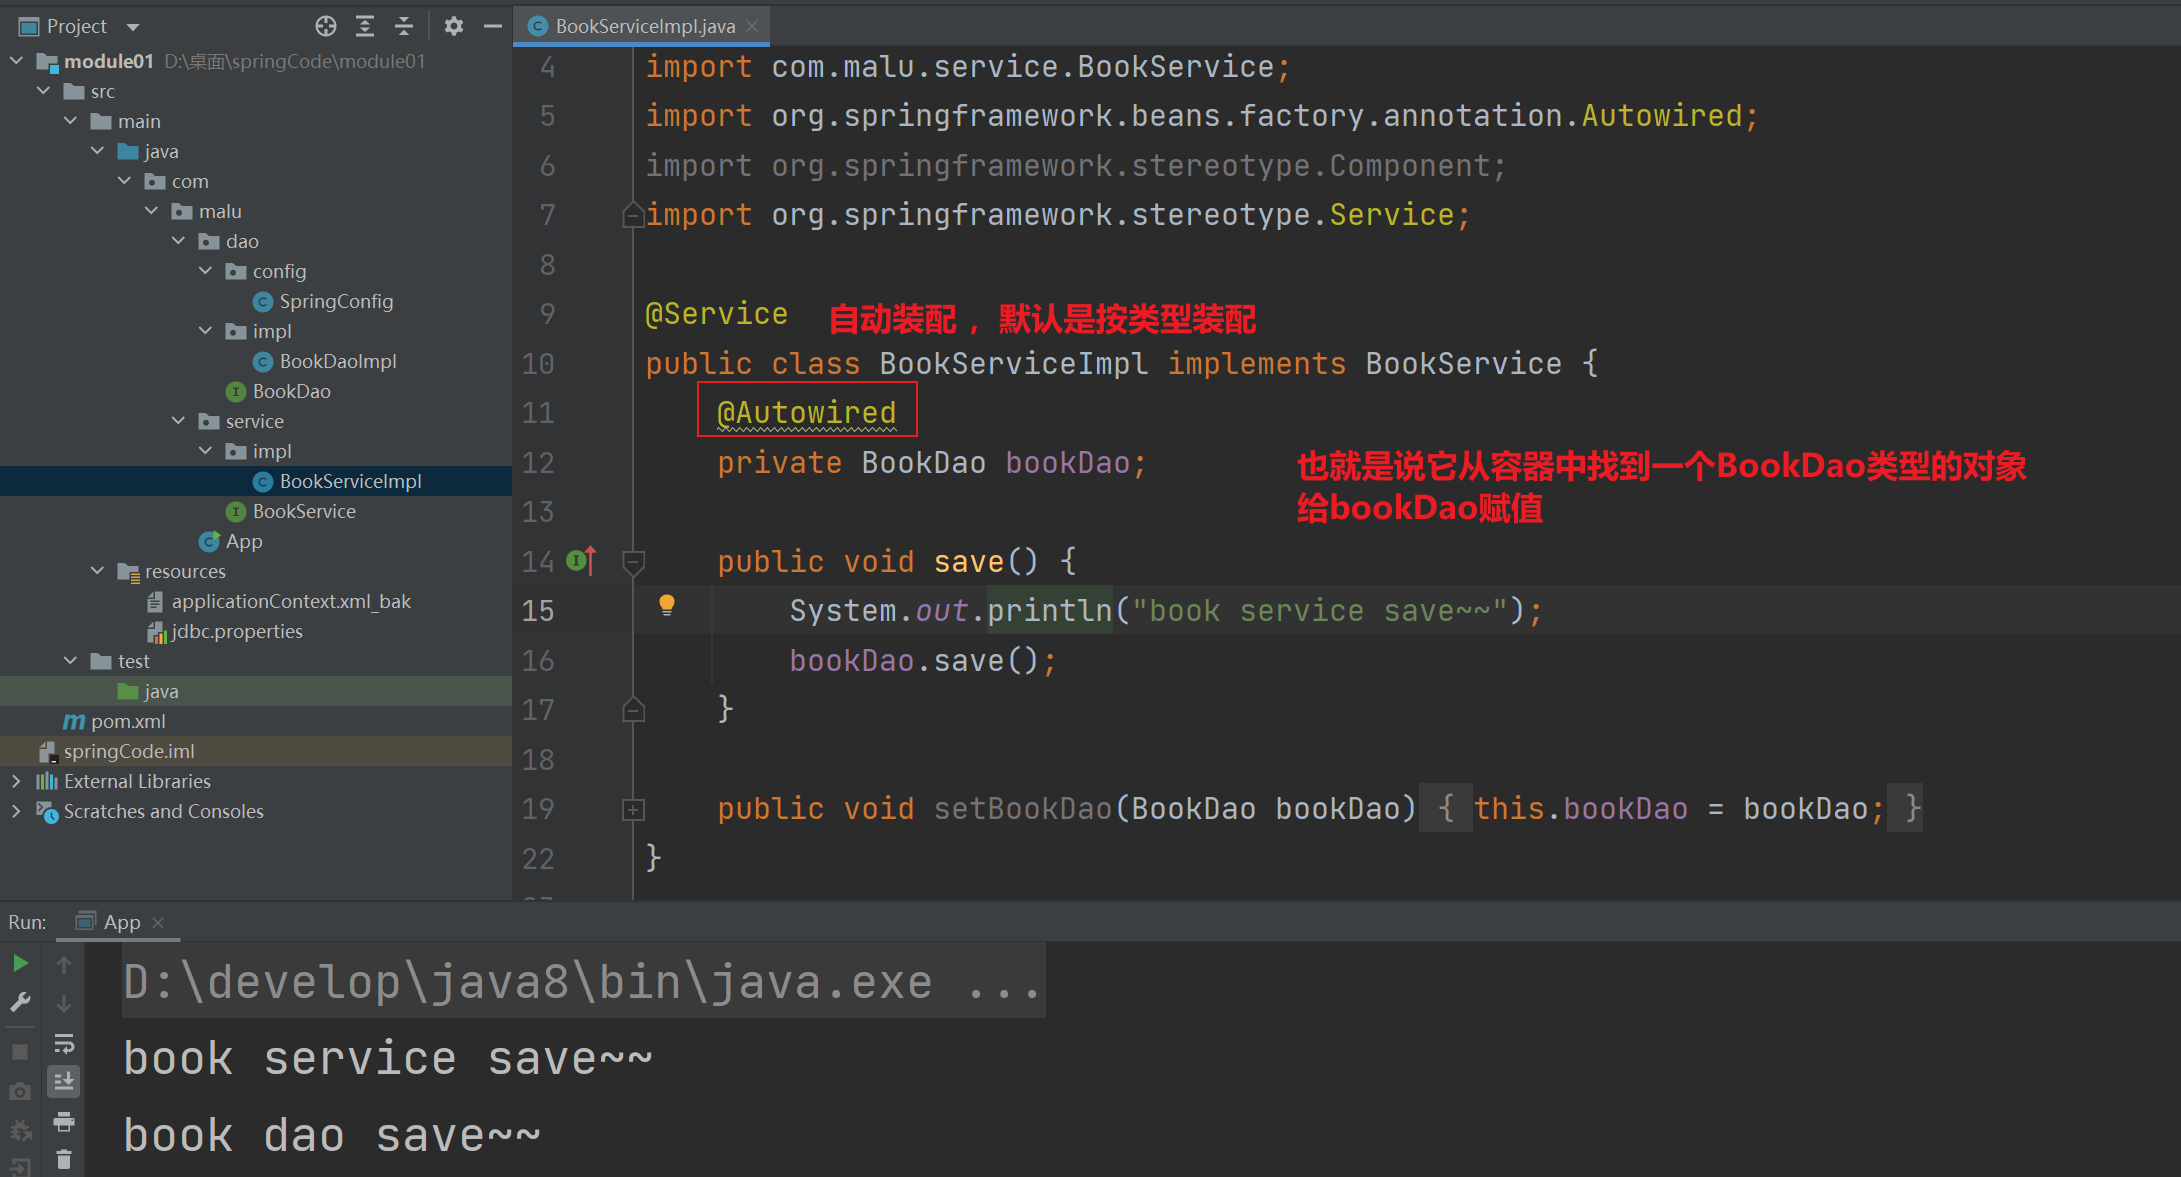 Project
BookServiceImpl.java
module01 D:\桌面\springCode\module01
src
main
java
com
malu
dao
config
SpringConfig
impl
BookDaoImpl
BookDao
service
impl
BookServiceImpl
BookService
App
resources
applicationContext.xml_bak
jdbc.properties
test
java
pom.xml
springCode.iml
External Libraries
Scratches and Consoles
4 import com.malu.service.BookService;
5 import org.springframework.beans.factory.annotation.Autowired;
6 import org.springframework.stereotype.Component;
7 import org.springframework.stereotype.Service;
8
9 @Service 自动装配，默认是按类型装配
10 public class BookServiceImpl implements BookService {
11 @Autowired
12 private BookDao bookDao;
也就是说它从容器中找到一个BookDao类型的对象
给bookDao赋值
13
14 public void save() {
15 System.out.println("book service save~~");
16 bookDao.save();
17 }
18
19 public void setBookDao(BookDao bookDao) { this.bookDao = bookDao; }
22 }
Run: App
D:\develop\java8\bin\java.exe ...
book service save~~
book dao save~~